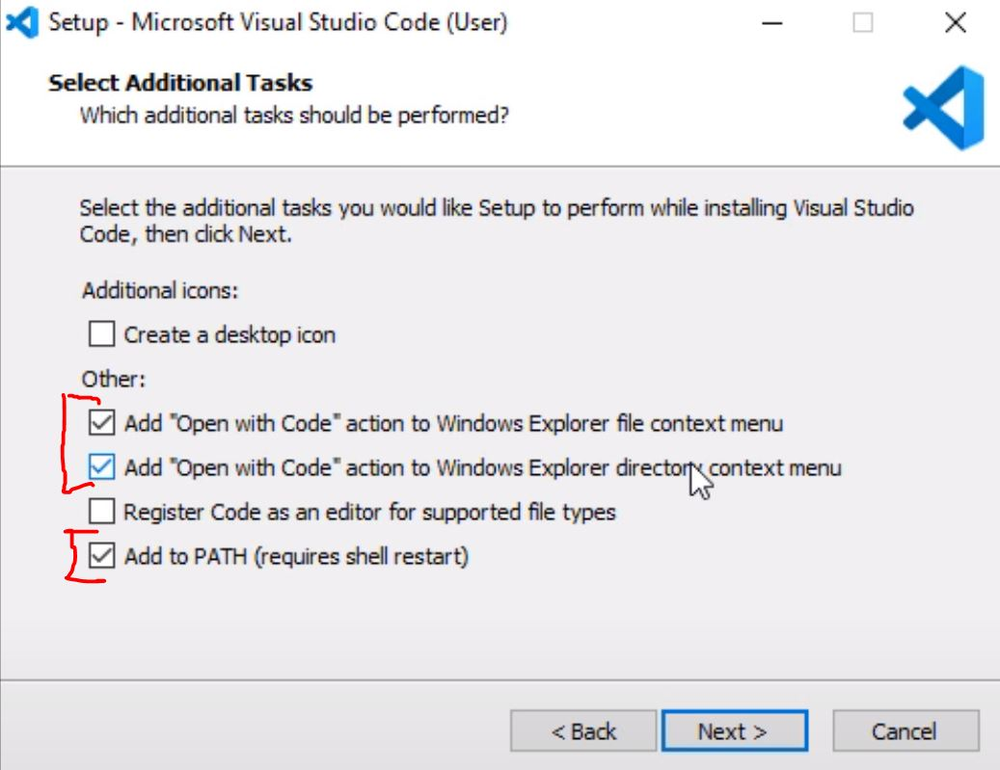 Setup - Microsoft Visual Studio Code (User)
Select Additional Tasks
Which additional tasks should be performed?
Select the additional tasks you would like Setup to perform while installing Visual Studio
Code, then click Next.
Additional icons:
Create a desktop icon
Other:
Add "Open with Code" action to Windows Explorer file context menu
Add "Open with Code" action to Windows Explorer directory context menu
Register Code as an editor for supported file types
Add to PATH (requires shell restart)
< Back
Next >
Cancel